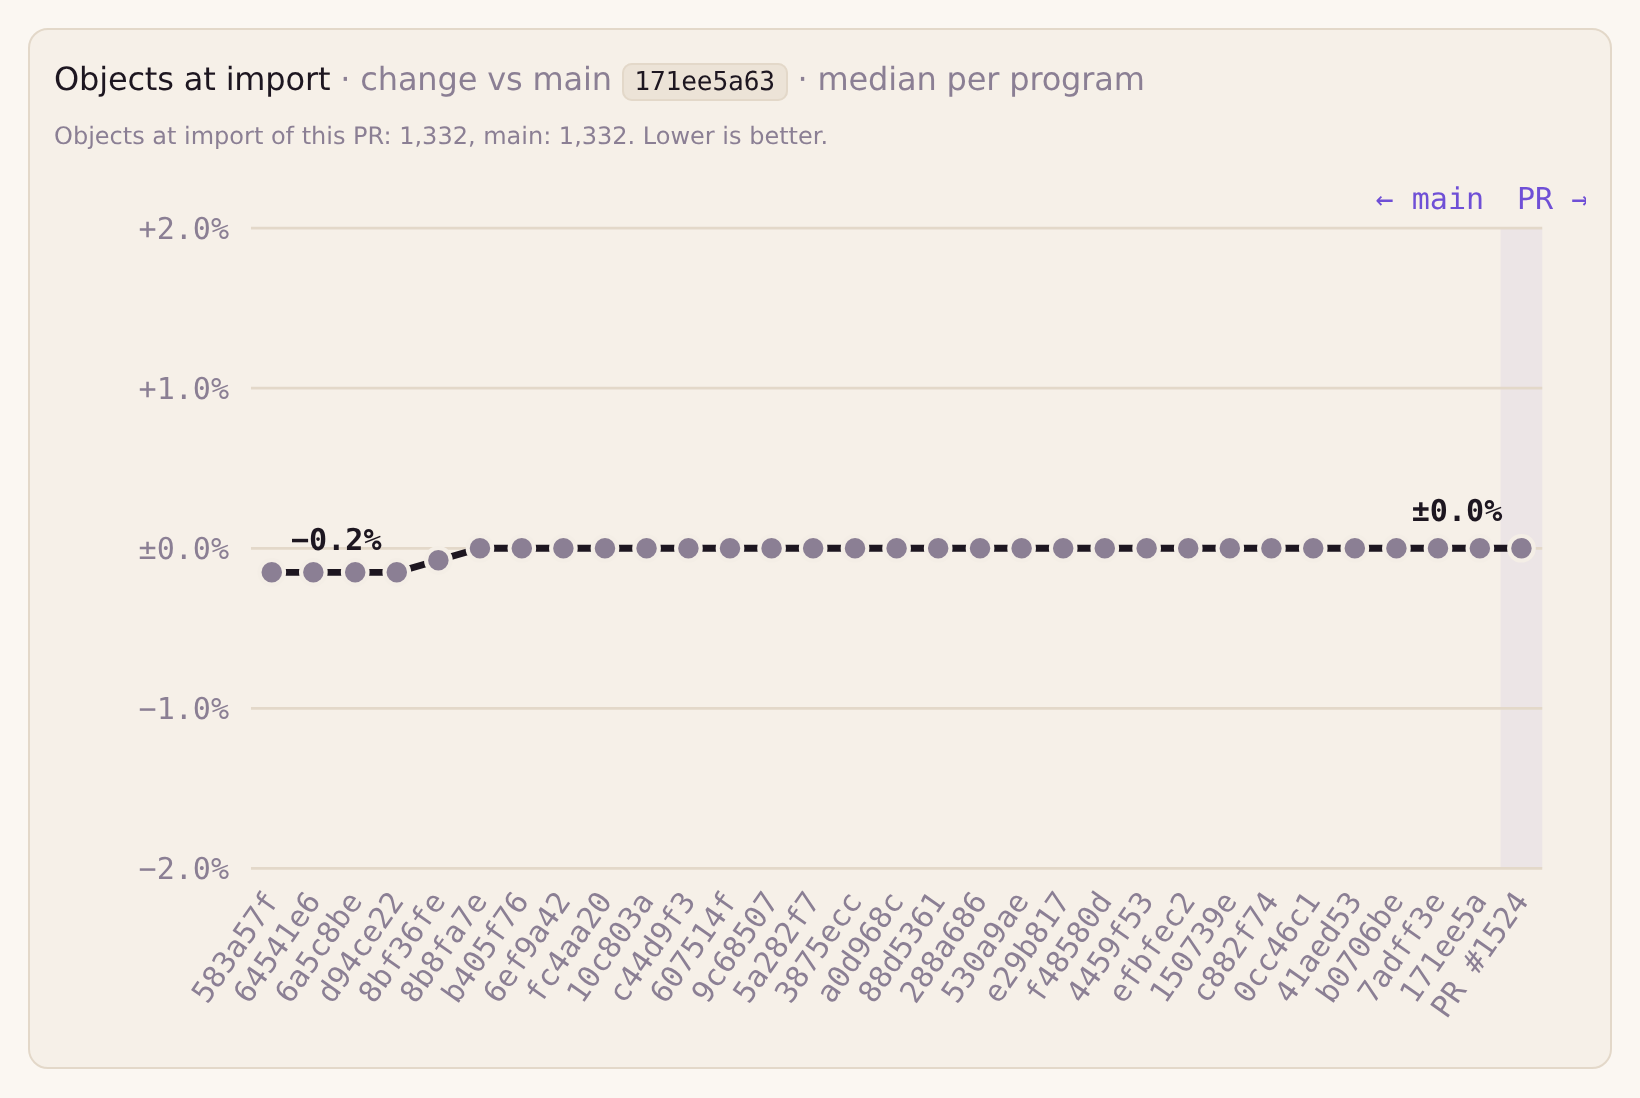 Objects at import · change vs main 171ee5a63 · median per program
Objects at import of this PR: 1,332, main: 1,332. Lower is better.
← main PR →
+2.0%
+1.0%
±0.0%
−1.0%
−2.0%
−0.2%
±0.0%
583a57f
64541e6
6a5c8be
d94ce22
8bf36fe
8b8fa7e
b405f76
6ef9a42
fc4aa20
10c803a
c44d9f3
607514f
9c68507
5a282f7
3875ecc
a0d968c
88d5361
288a686
530a9ae
e29b817
f48580d
4459f53
efbfec2
150739e
c882f74
0cc46c1
41aed53
b0706be
7adff3e
171ee5a
PR #1524